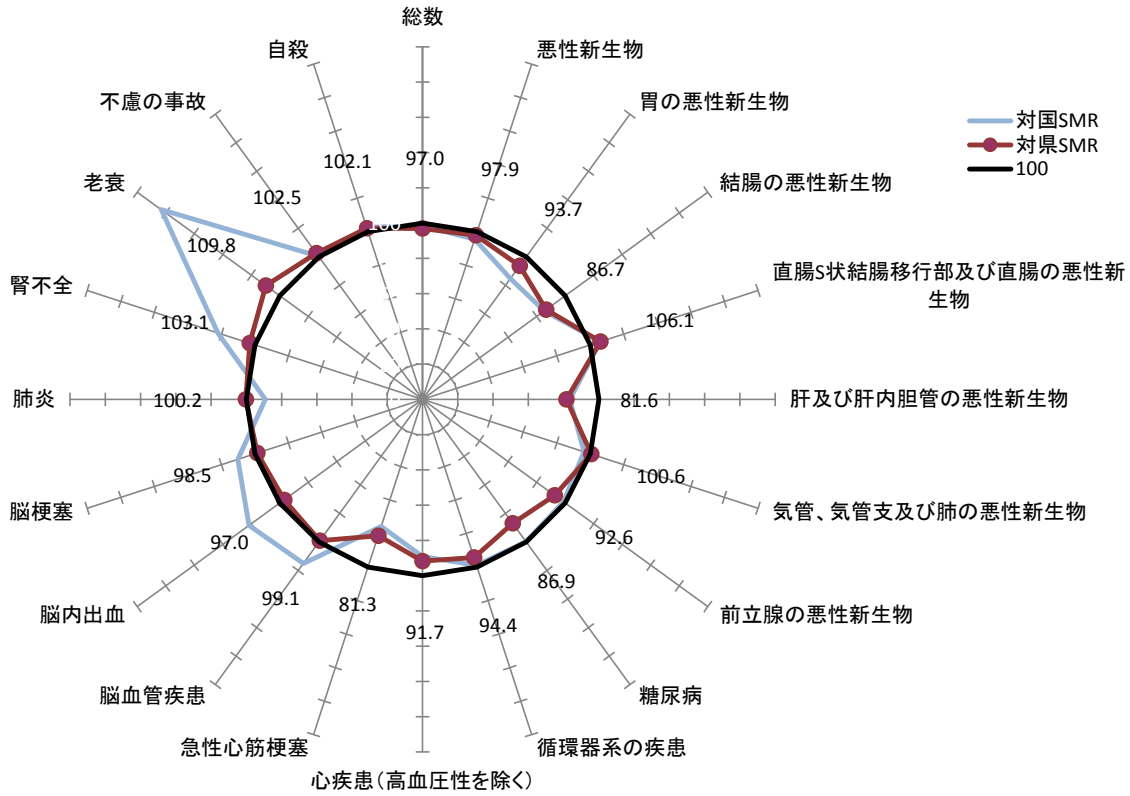 総数
自殺
悪性新生物
不慮の事故
胃の悪性新生物
対国SMR
対県SMR
100
老衰
結腸の悪性新生物
腎不全
直腸S状結腸移行部及び直腸の悪性新
生物
肺炎
肝及び肝内胆管の悪性新生物
脳梗塞
気管、気管支及び肺の悪性新生物
脳内出血
前立腺の悪性新生物
脳血管疾患
糖尿病
急性心筋梗塞
循環器系の疾患
心疾患(高血圧性を除く)
97.0
97.9
93.7
86.7
106.1
81.6
100.6
92.6
86.9
94.4
91.7
81.3
99.1
97.0
98.5
100.2
103.1
109.8
102.5
102.1
100